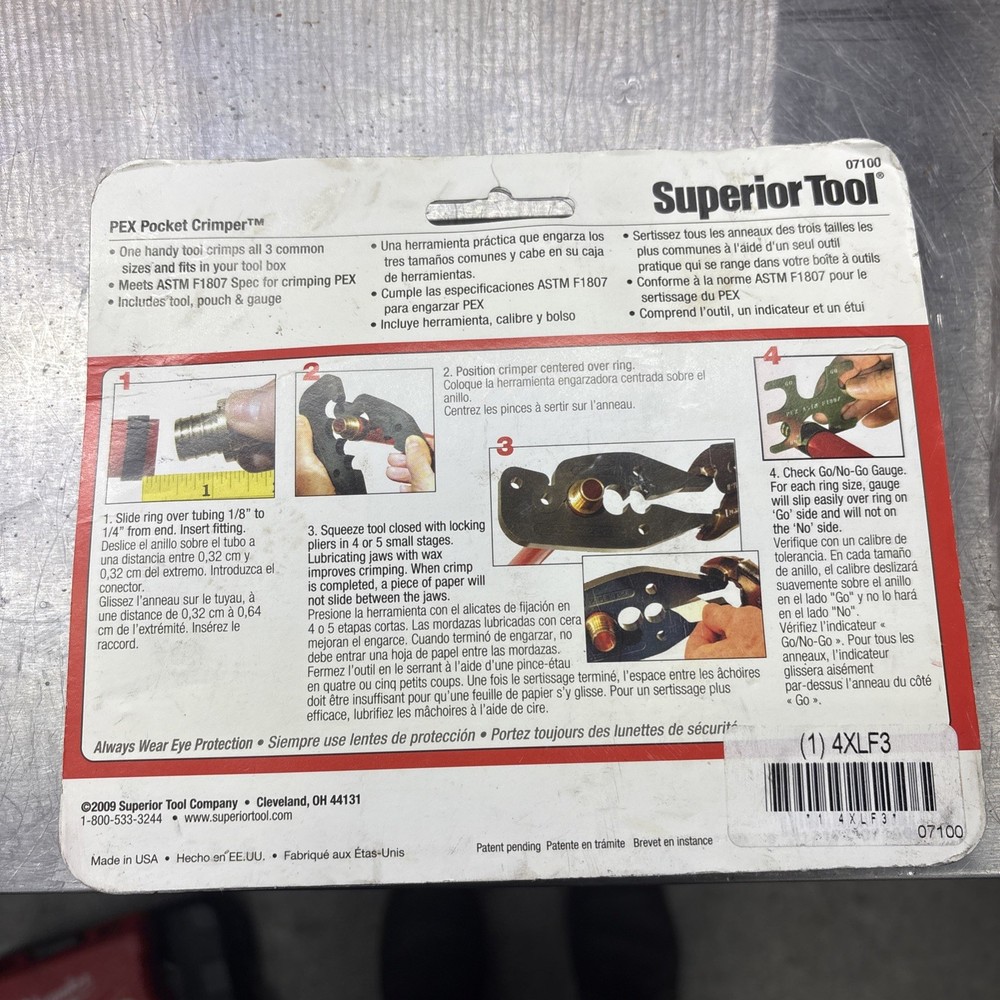 07100
Superior Tool®
PEX Pocket Crimper™
• One handy tool crimps all 3 common
sizes and fits in your tool box
• Meets ASTM F1807 Spec for crimping PEX
• Includes tool, pouch & gauge
• Una herramienta práctica que engarza los
tres tamaños comunes y cabe en su caja
de herramientas.
• Cumple las especificaciones ASTM F1807
para engarzar PEX
• Incluye herramienta, calibre y bolso
• Sertissez tous les anneaux des trois tailles les
plus communes à l'aide d'un seul outil
pratique qui se range dans votre boîte à outils
• Conforme à la norme ASTM F1807 pour le
sertissage du PEX
• Comprend l'outil, un indicateur et un étui
1
1
1. Slide ring over tubing 1/8" to
1/4" from end. Insert fitting.
Deslice el anillo sobre el tubo a
una distancia entre 0,32 cm y
0,32 cm del extremo. Introduzca el
conector.
Glissez l'anneau sur le tuyau, à
une distance de 0,32 cm à 0,64
cm de l'extrémité. Insérez le
raccord.
2
2. Position crimper centered over ring.
Coloque la herramienta engarzadora centrada sobre el
anillo.
Centrez les pinces à sertir sur l'anneau.
3
3. Squeeze tool closed with locking
pliers in 4 or 5 small stages.
Lubricating jaws with wax
improves crimping. When crimp
is completed, a piece of paper will
not slide between the jaws.
Presione la herramienta con el alicates de fijación en
4 o 5 etapas cortas. Las mordazas lubricadas con cera
mejoran el engarce. Cuando terminó de engarzar, no
debe entrar una hoja de papel entre las mordazas.
Fermez l'outil en le serrant à l'aide d'une pince-étau
en quatre ou cinq petits coups. Une fois le sertissage terminé, l'espace entre les âchoires
doit être insuffisant pour qu'une feuille de papier s'y glisse. Pour un sertissage plus
efficace, lubrifiez les mâchoires à l'aide de cire.
4
4. Check Go/No-Go Gauge.
For each ring size, gauge
will slip easily over ring on
'Go' side and will not on
the 'No' side.
Verifique con un calibre de
tolerancia. En cada tamaño
de anillo, el calibre deslizará
suavemente sobre el anillo
en el lado "Go" y no lo hará
en el lado "No".
Vérifiez l'indicateur «
Go/No-Go ». Pour tous les
anneaux, l'indicateur
glissera aisément
par-dessus l'anneau du côté
« Go ».
Always Wear Eye Protection • Siempre use lentes de protección • Portez toujours des lunettes de sécurité
(1) 4XLF3
* 1 4 X L F 3 *
07100
©2009 Superior Tool Company • Cleveland, OH 44131
1-800-533-3244 • www.superiortool.com
Made in USA • Hecho en EE.UU. • Fabriqué aux États-Unis
Patent pending Patente en trámite Brevet en instance